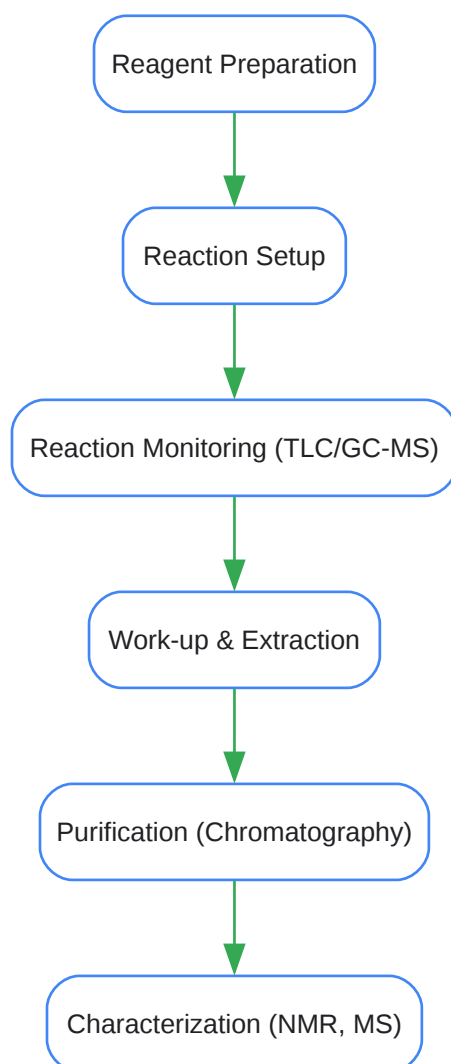 Reagent Preparation
Reaction Setup
Reaction Monitoring (TLC/GC-MS)
Work-up & Extraction
Purification (Chromatography)
Characterization (NMR, MS)